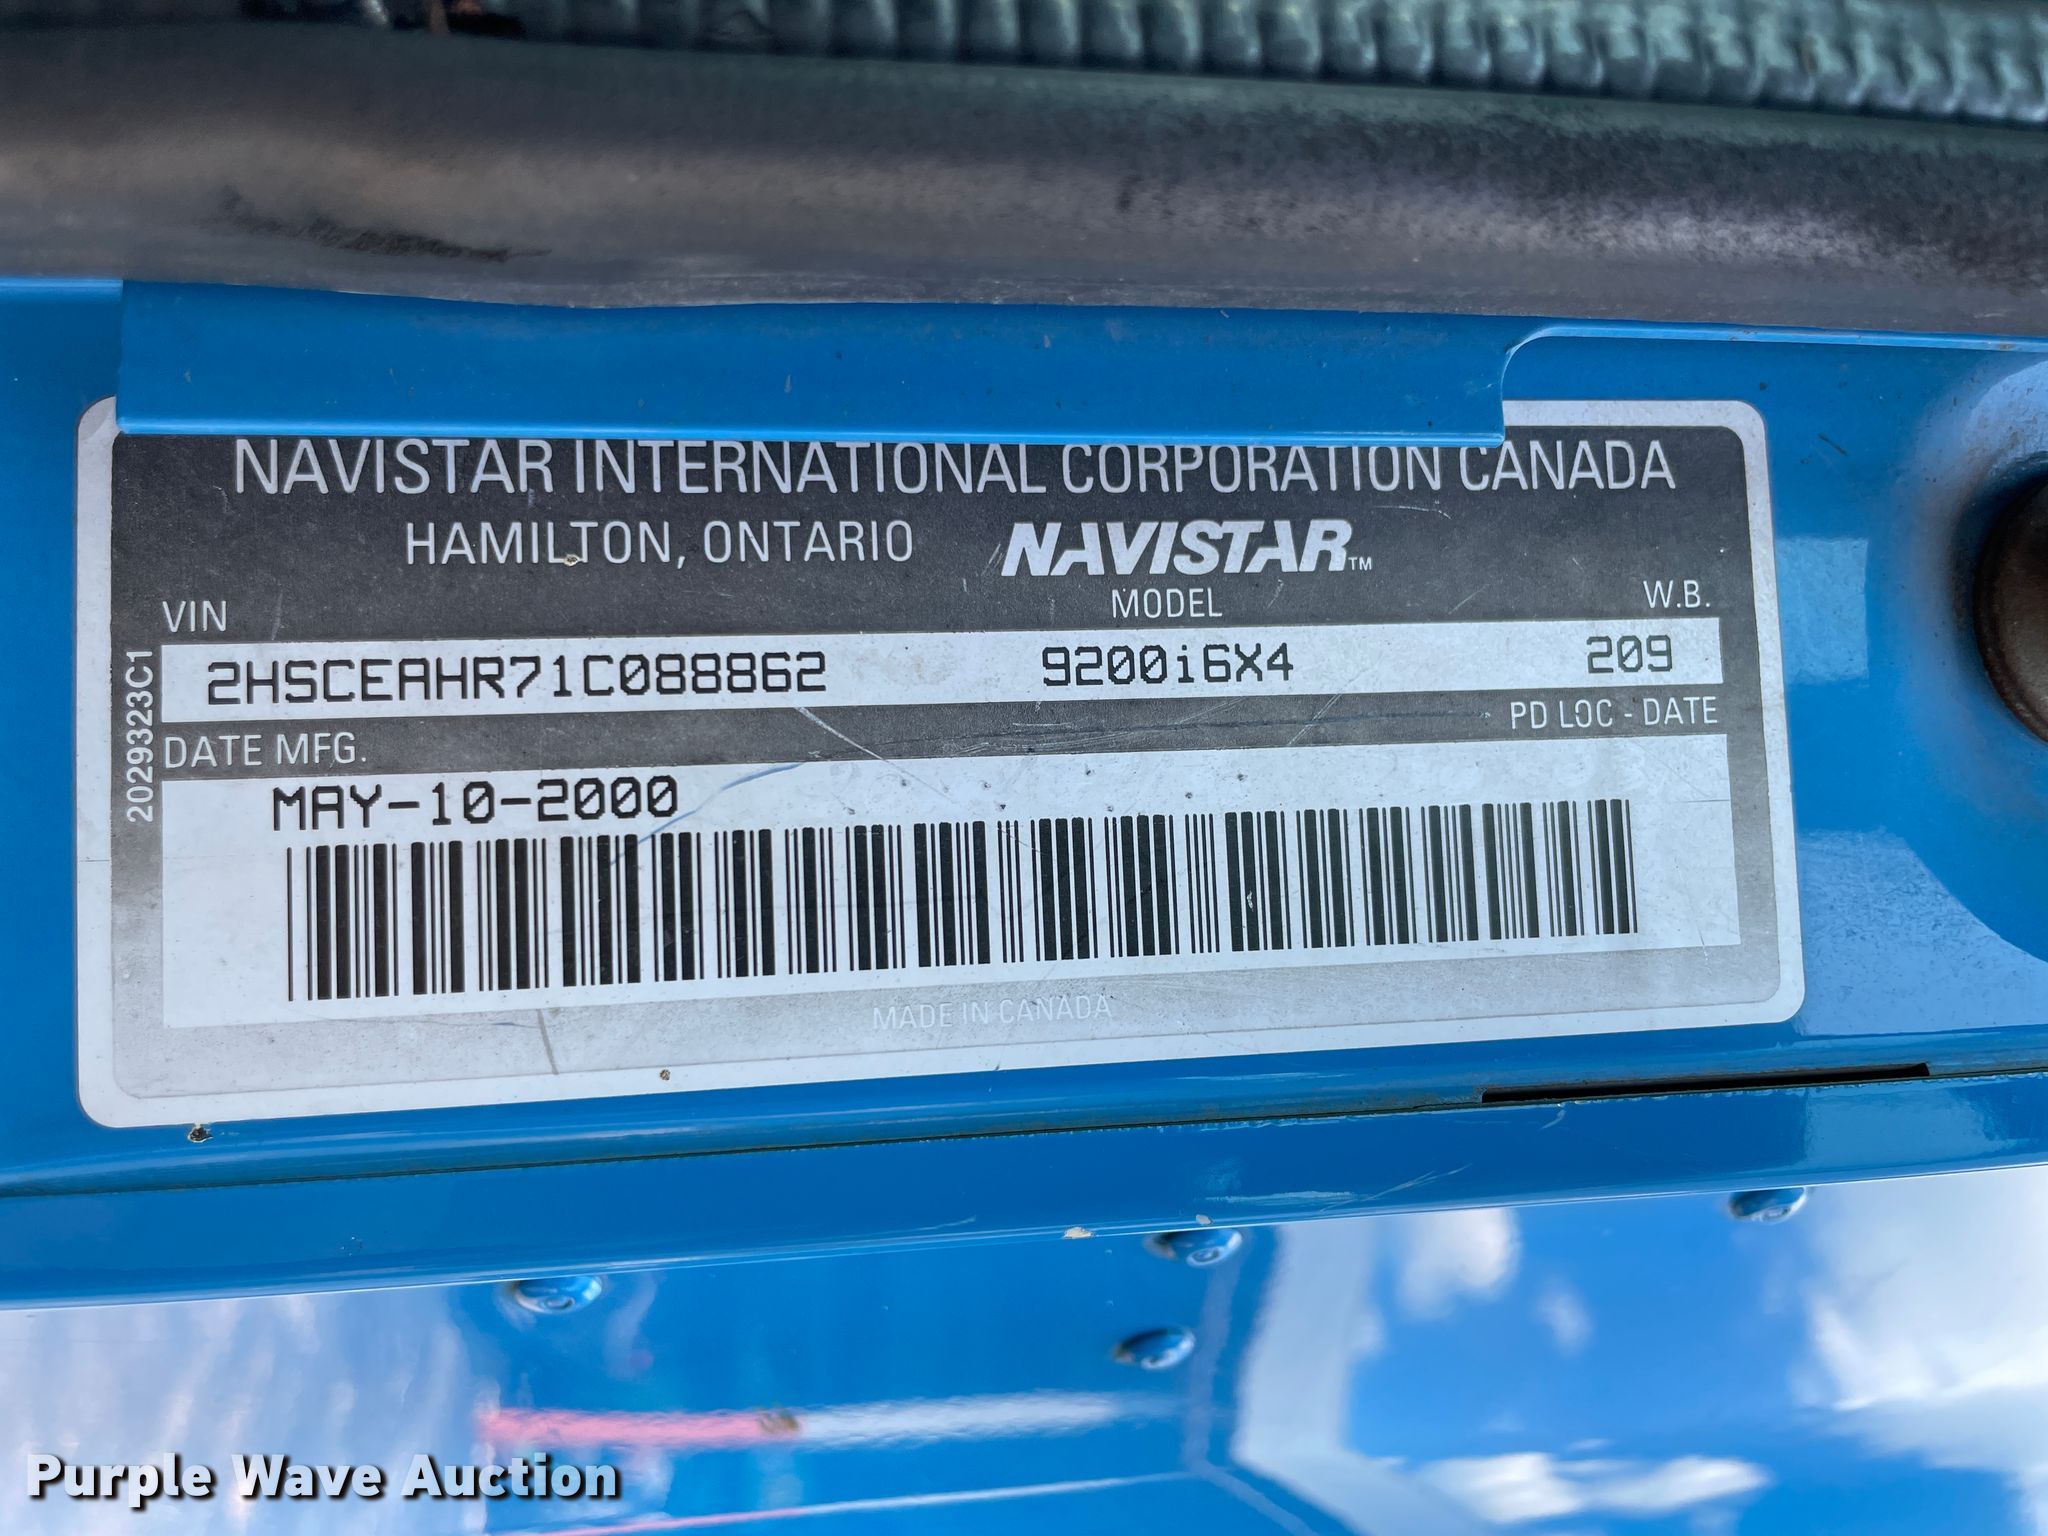 NAVISTAR INTERNATIONAL CORPORATION CANADA
HAMILTON, ONTARIO NAVISTAR™
VIN MODEL W.B.
2HSCEAHR71C088862 9200i6X4 209
DATE MFG. PD LOC - DATE
MAY-10-2000
2029323C1
MADE IN CANADA
Purple Wave Auction